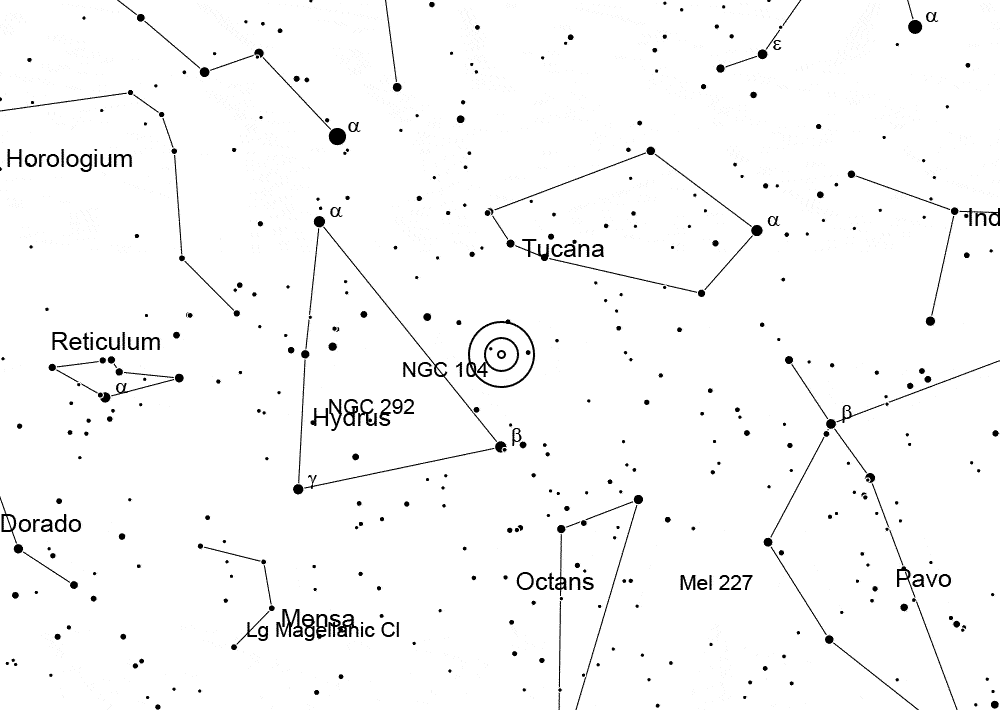 α
ε
α
Horologium
α
α
Ind
Tucana
Reticulum
α
NGC 104
NGC 292
Hydrus
β
β
γ
Dorado
Octans
Mel 227
Pavo
Mensa
Lg Magellanic Cl